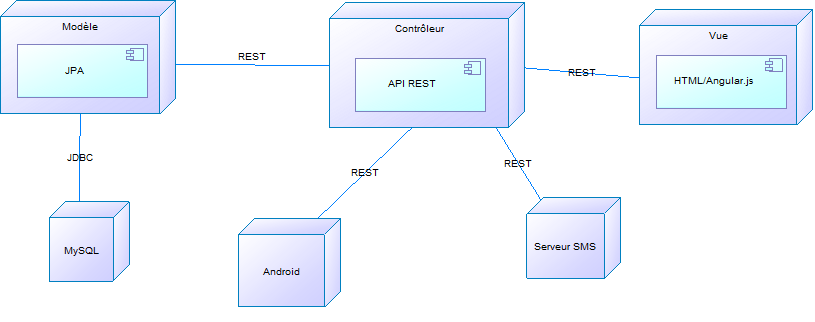 Modèle
JPA
REST
Contrôleur
API REST
REST
Vue
HTML/Angular.js
JDBC
REST
REST
MySQL
Android
Serveur SMS